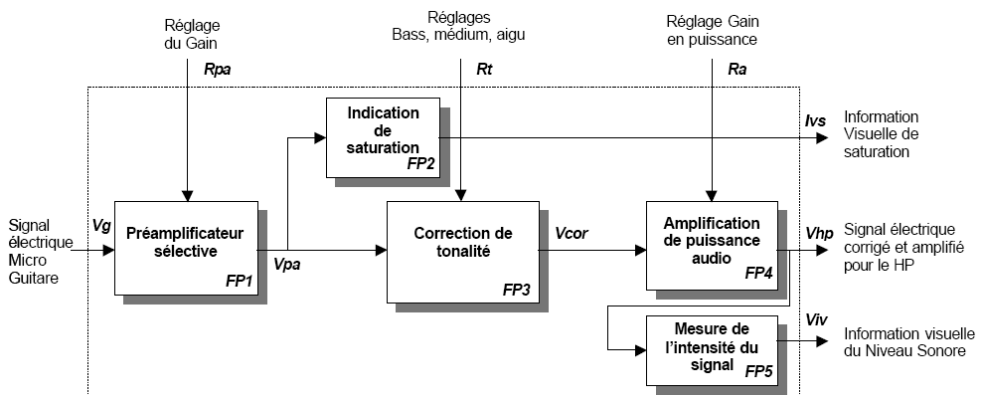 Réglage
du Gain
Rpa
Réglages
Bass, médium, aigu
Rt
Réglage Gain
en puissance
Ra
Indication
de
saturation
FP2
Ivs
Information
Visuelle de
saturation
Signal
électrique
Micro
Guitare
Vg
Préamplificateur
sélective
FP1
Vpa
Correction de
tonalité
FP3
Vcor
Amplification
de puissance
audio
FP4
Vhp
Signal électrique
corrigé et amplifié
pour le HP
Mesure de
l'intensité du
signal
FP5
Viv
Information visuelle
du Niveau Sonore